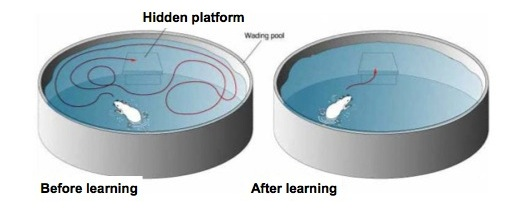 Hidden platform
Wading pool
Before learning
After learning